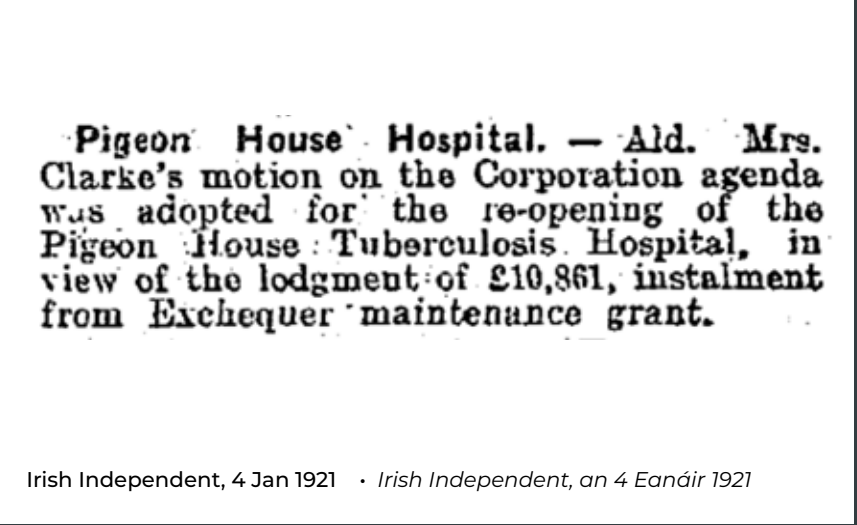 Pigeon House Hospital. — Ald. Mrs.
Clarke's motion on the Corporation agenda
was adopted for the re-opening of the
Pigeon House Tuberculosis Hospital, in
view of the lodgment of £10,861, instalment
from Exchequer maintenance grant.
Irish Independent, 4 Jan 1921 • Irish Independent, an 4 Eanáir 1921